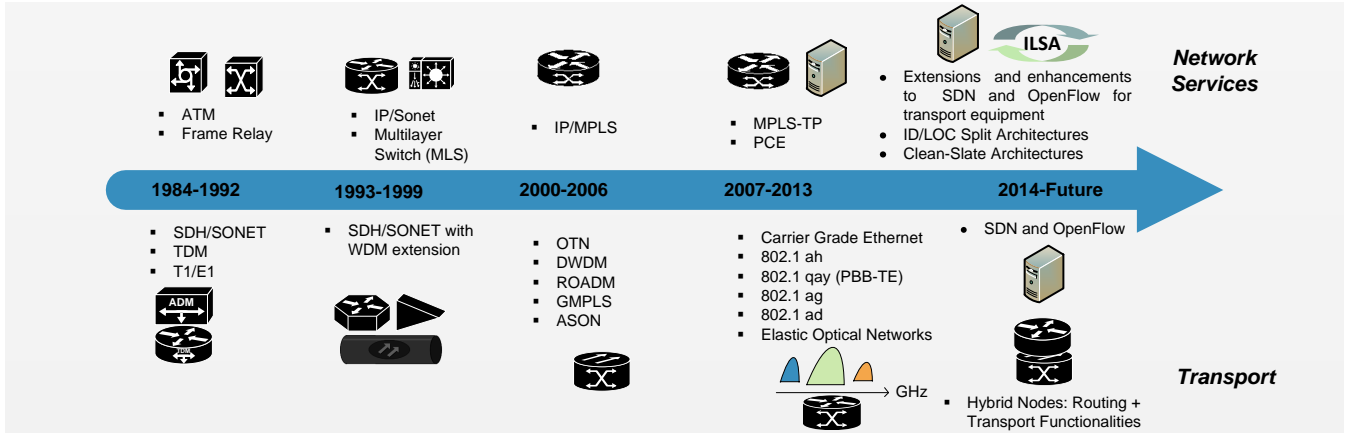 ILSA
Network
Services
▪ ATM
▪ Frame Relay
▪ IP/Sonet
▪ Multilayer
Switch (MLS)
▪ IP/MPLS
▪ MPLS-TP
▪ PCE
● Extensions and enhancements
to SDN and OpenFlow for
transport equipment
● ID/LOC Split Architectures
● Clean-Slate Architectures
1984-1992
1993-1999
2000-2006
2007-2013
2014-Future
▪ SDH/SONET
▪ TDM
▪ T1/E1
ADM
TDM
▪ SDH/SONET with
WDM extension
▪ OTN
▪ DWDM
▪ ROADM
▪ GMPLS
▪ ASON
▪ Carrier Grade Ethernet
▪ 802.1 ah
▪ 802.1 qay (PBB-TE)
▪ 802.1 ag
▪ 802.1 ad
▪ Elastic Optical Networks
GHz
● SDN and OpenFlow
▪ Hybrid Nodes: Routing +
Transport Functionalities
Transport